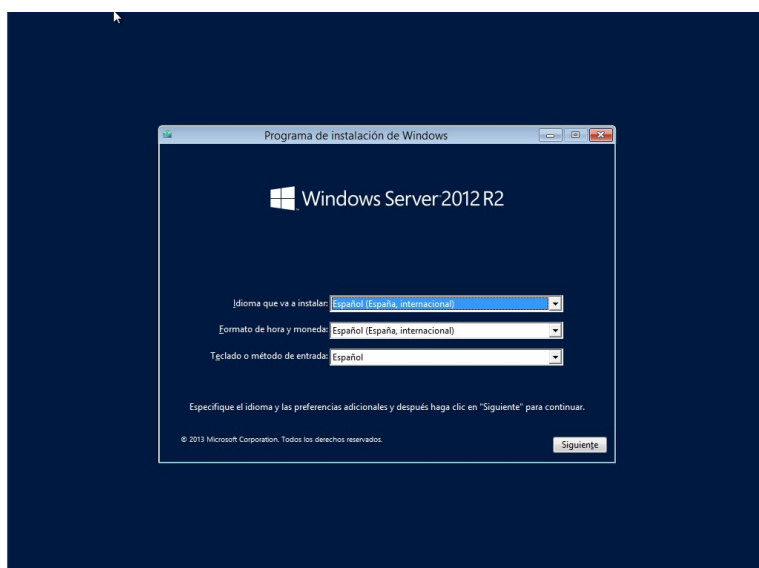 Programa de instalación de Windows
Windows Server 2012 R2
Idioma que va a instalar: Español (España, internacional)
Formato de hora y moneda: Español (España, internacional)
Teclado o método de entrada: Español
Especifique el idioma y las preferencias adicionales y después haga clic en "Siguiente" para continuar.
© 2013 Microsoft Corporation. Todos los derechos reservados.
Siguiente